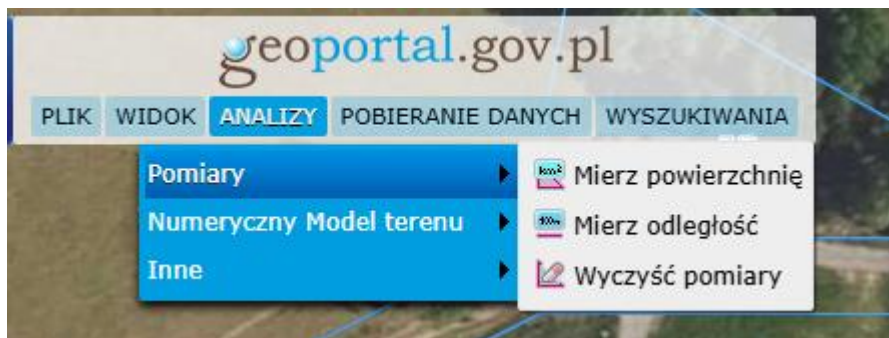 geoportal.gov.pl
PLIK WIDOK ANALIZY POBIERANIE DANYCH WYSZUKIWANIA
Pomiary
Numeryczny Model terenu
Inne
km²
Mierz powierzchnię
Mierz odległość
Wyczyść pomiary